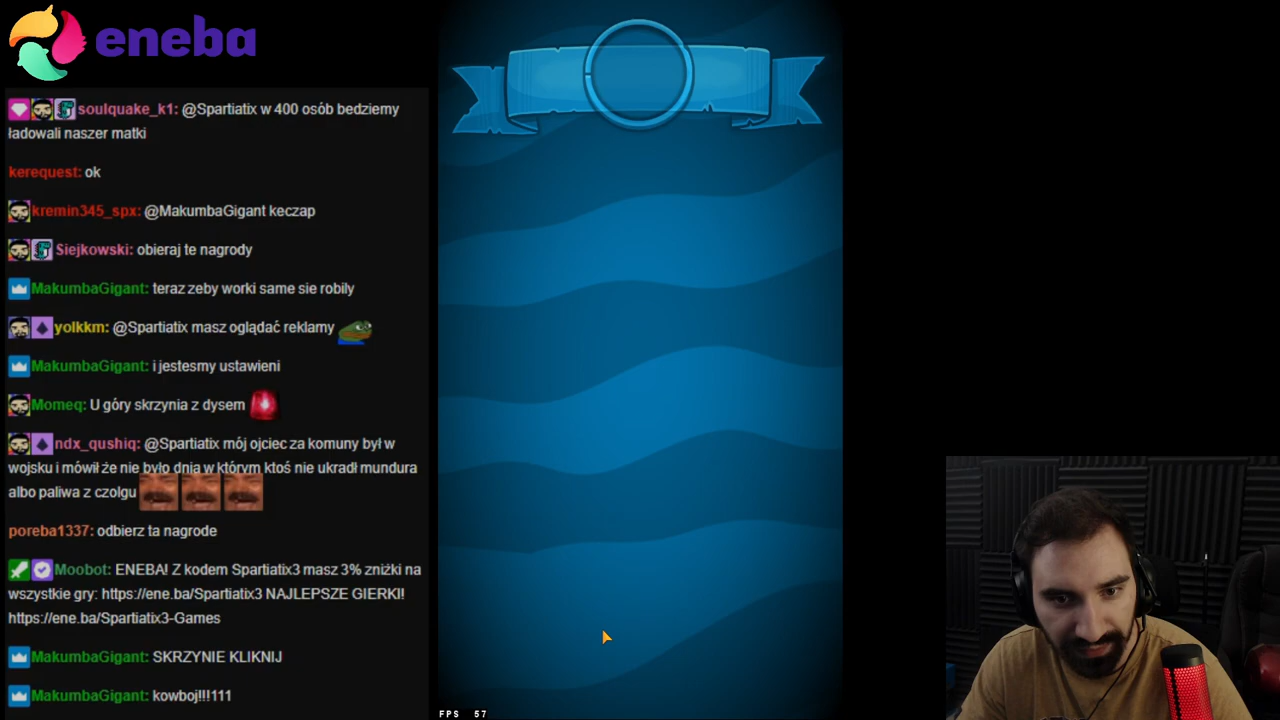 eneba
soulquake_k1: @Spartiatix w 400 osób bedziemy
ładowali naszer matki
kerequest: ok
kremin345_spx: @MakumbaGigant keczap
Siejkowski: obieraj te nagrody
MakumbaGigant: teraz zeby worki same sie robily
yolkkm: @Spartiatix masz oglądać reklamy
MakumbaGigant: i jestesmy ustawieni
Momeq: U góry skrzynia z dysem
ndx_qushiq: @Spartiatix mój ojciec za komuny był w
wojsku i mówił że nie było dnia w którym ktoś nie ukradł mundura
albo paliwa z czolgu
poreba1337: odbierz ta nagrode
Moobot: ENEBA! Z kodem Spartiatix3 masz 3% zniżki na
wszystkie gry: https://ene.ba/Spartiatix3 NAJLEPSZE GIERKI!
https://ene.ba/Spartiatix3-Games
MakumbaGigant: SKRZYNIE KLIKNIJ
MakumbaGigant: kowboj!!!111
FPS 57